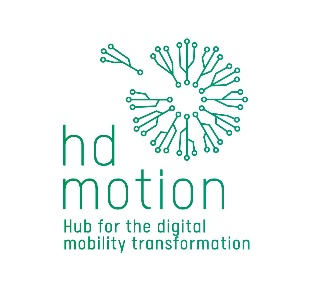 hd
motion
Hub for the digital
mobility transformation